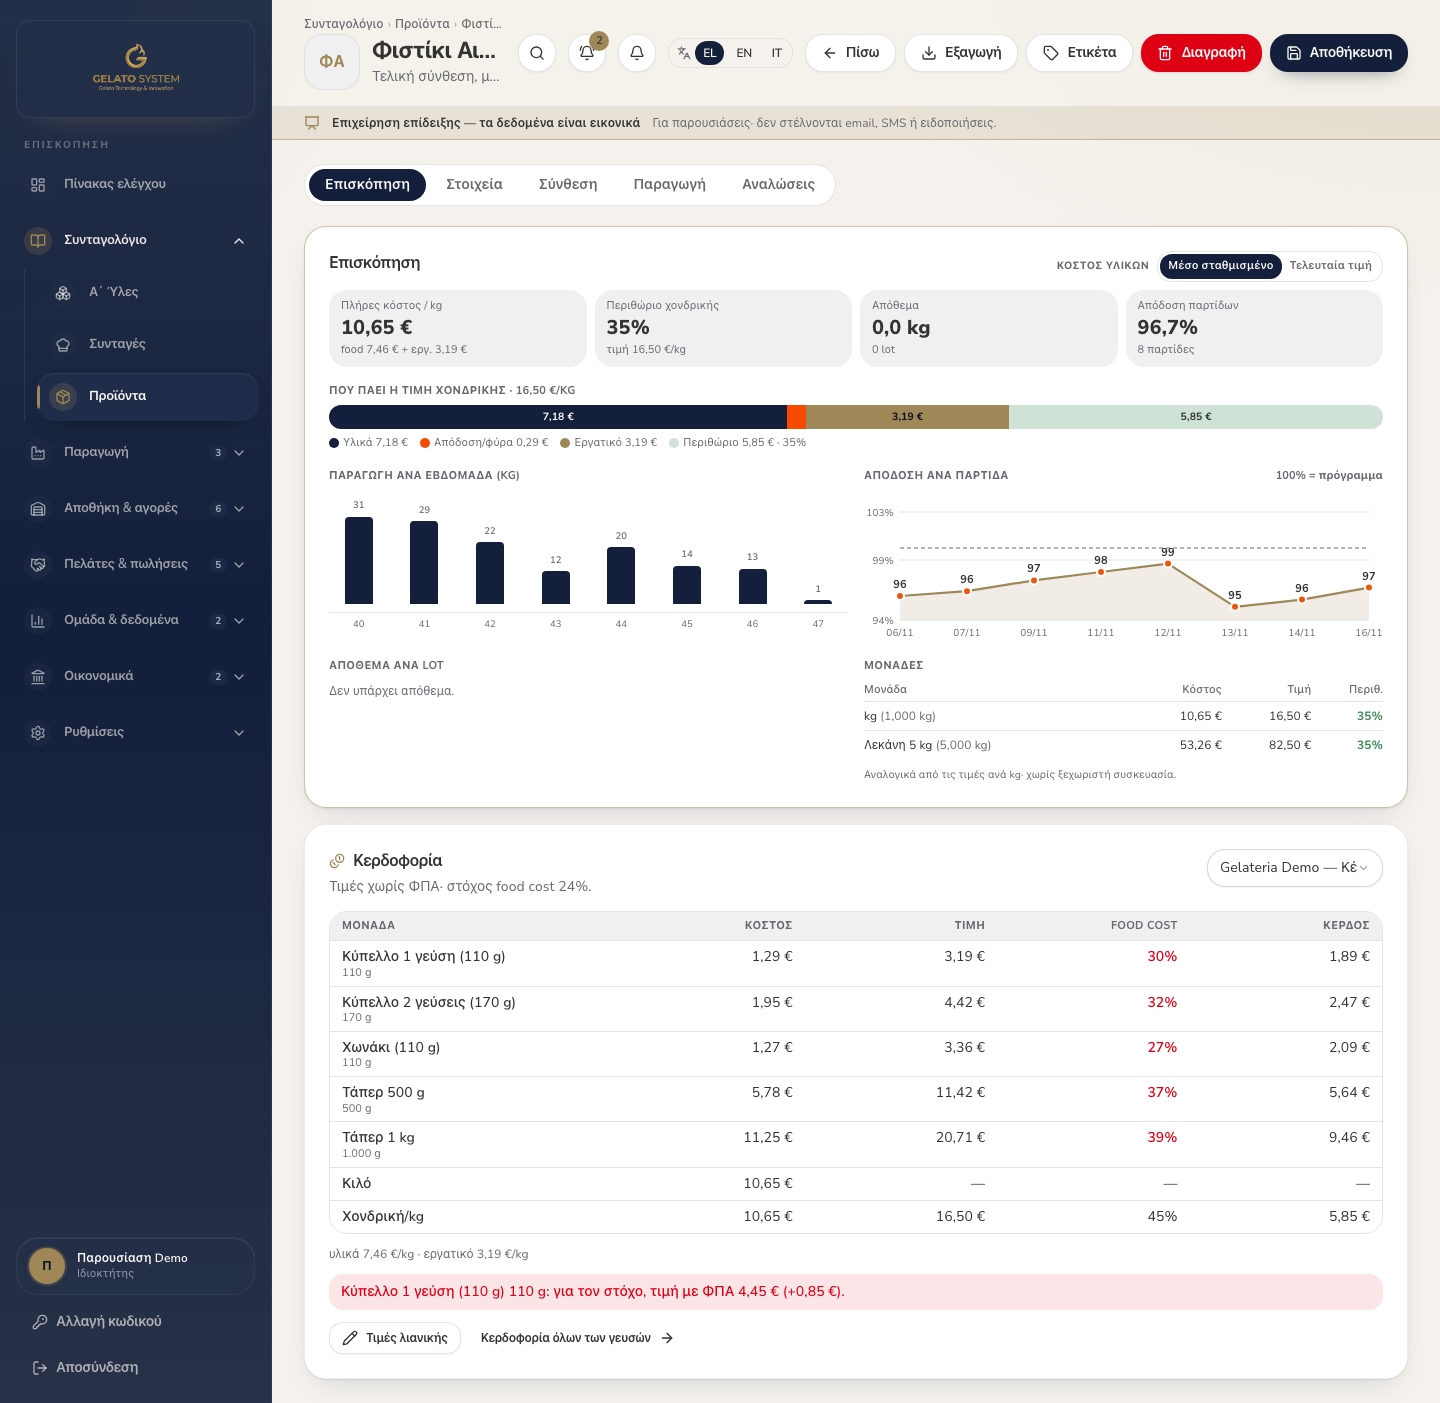 GELATO SYSTEM
Gelato Technology & Innovation
ΕΠΙΣΚΟΠΗΣΗ
Πίνακας ελέγχου
Συνταγολόγιο
Α΄ Ύλες
Συνταγές
Προϊόντα
Παραγωγή 3
Αποθήκη & αγορές 6
Πελάτες & πωλήσεις 5
Ομάδα & δεδομένα 2
Οικονομικά 2
Ρυθμίσεις
Π
Παρουσίαση Demo
Ιδιοκτήτης
Αλλαγή κωδικού
Αποσύνδεση
Συνταγολόγιο › Προϊόντα › Φιστί...
ΦΑ
Φιστίκι Αι...
Τελική σύνθεση, μ...
2
EL EN IT
Πίσω
Εξαγωγή
Ετικέτα
Διαγραφή
Αποθήκευση
Επιχείρηση επίδειξης — τα δεδομένα είναι εικονικά Για παρουσιάσεις· δεν στέλνονται email, SMS ή ειδοποιήσεις.
Επισκόπηση Στοιχεία Σύνθεση Παραγωγή Αναλώσεις
Επισκόπηση
ΚΟΣΤΟΣ ΥΛΙΚΩΝ Μέσο σταθμισμένο Τελευταία τιμή
Πλήρες κόστος / kg
10,65 €
food 7,46 € + εργ. 3,19 €
Περιθώριο χονδρικής
35%
τιμή 16,50 €/kg
Απόθεμα
0,0 kg
0 lot
Απόδοση παρτίδων
96,7%
8 παρτίδες
ΠΟΥ ΠΑΕΙ Η ΤΙΜΗ ΧΟΝΔΡΙΚΗΣ · 16,50 €/KG
7,18 € 3,19 € 5,85 €
Υλικά 7,18 € Απόδοση/φύρα 0,29 € Εργατικό 3,19 € Περιθώριο 5,85 € · 35%
ΠΑΡΑΓΩΓΗ ΑΝΑ ΕΒΔΟΜΑΔΑ (KG)
31 29 22 12 20 14 13 1
40 41 42 43 44 45 46 47
ΑΠΟΔΟΣΗ ΑΝΑ ΠΑΡΤΙΔΑ 100% = πρόγραμμα
103%
99%
94%
96 96 97 98 99 95 96 97
06/11 07/11 09/11 11/11 12/11 13/11 14/11 16/11
ΑΠΟΘΕΜΑ ΑΝΑ LOT
Δεν υπάρχει απόθεμα.
ΜΟΝΑΔΕΣ
Μονάδα Κόστος Τιμή Περιθ.
kg (1,000 kg) 10,65 € 16,50 € 35%
Λεκάνη 5 kg (5,000 kg) 53,26 € 82,50 € 35%
Αναλογικά από τις τιμές ανά kg· χωρίς ξεχωριστή συσκευασία.
Κερδοφορία
Τιμές χωρίς ΦΠΑ· στόχος food cost 24%.
Gelateria Demo — Κέ
ΜΟΝΑΔΑ ΚΟΣΤΟΣ ΤΙΜΗ FOOD COST ΚΕΡΔΟΣ
Κύπελλο 1 γεύση (110 g) 1,29 € 3,19 € 30% 1,89 €
110 g
Κύπελλο 2 γεύσεις (170 g) 1,95 € 4,42 € 32% 2,47 €
170 g
Χωνάκι (110 g) 1,27 € 3,36 € 27% 2,09 €
110 g
Τάπερ 500 g 5,78 € 11,42 € 37% 5,64 €
500 g
Τάπερ 1 kg 11,25 € 20,71 € 39% 9,46 €
1.000 g
Κιλό 10,65 € — — —
Χονδρική/kg 10,65 € 16,50 € 45% 5,85 €
υλικά 7,46 €/kg · εργατικό 3,19 €/kg
Κύπελλο 1 γεύση (110 g) 110 g: για τον στόχο, τιμή με ΦΠΑ 4,45 € (+0,85 €).
Τιμές λιανικής
Κερδοφορία όλων των γεύσεων